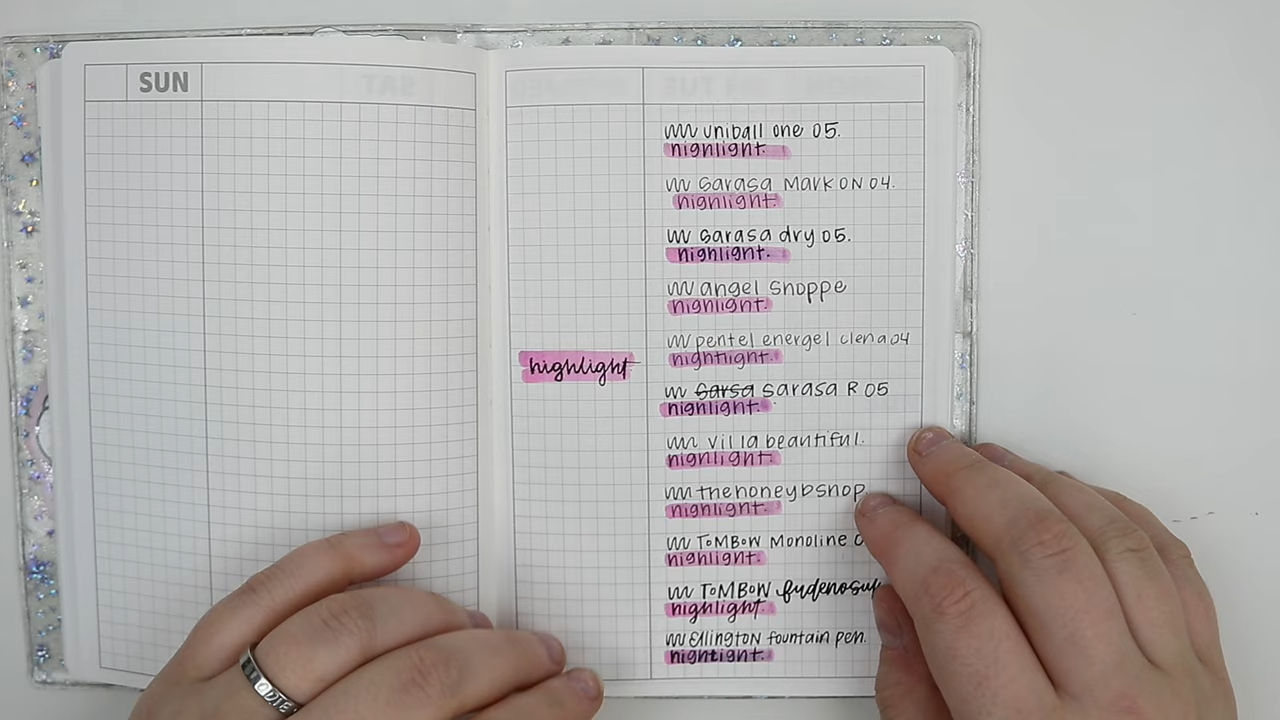 SUN
highlight
uniball one 05.
highlight.
sarasa MARK ON 04.
highlight.
sarasa dry 05.
highlight.
angel shoppe
highlight.
pentel energel clena 04
highlight.
Sarsa sarasa R 05
highlight.
villabeautiful.
highlight.
thehoneybshop
highlight.
TOMBOW Monoline
highlight.
TOMBOW fudenosu
highlight.
Ellington fountain pen.
highlight.